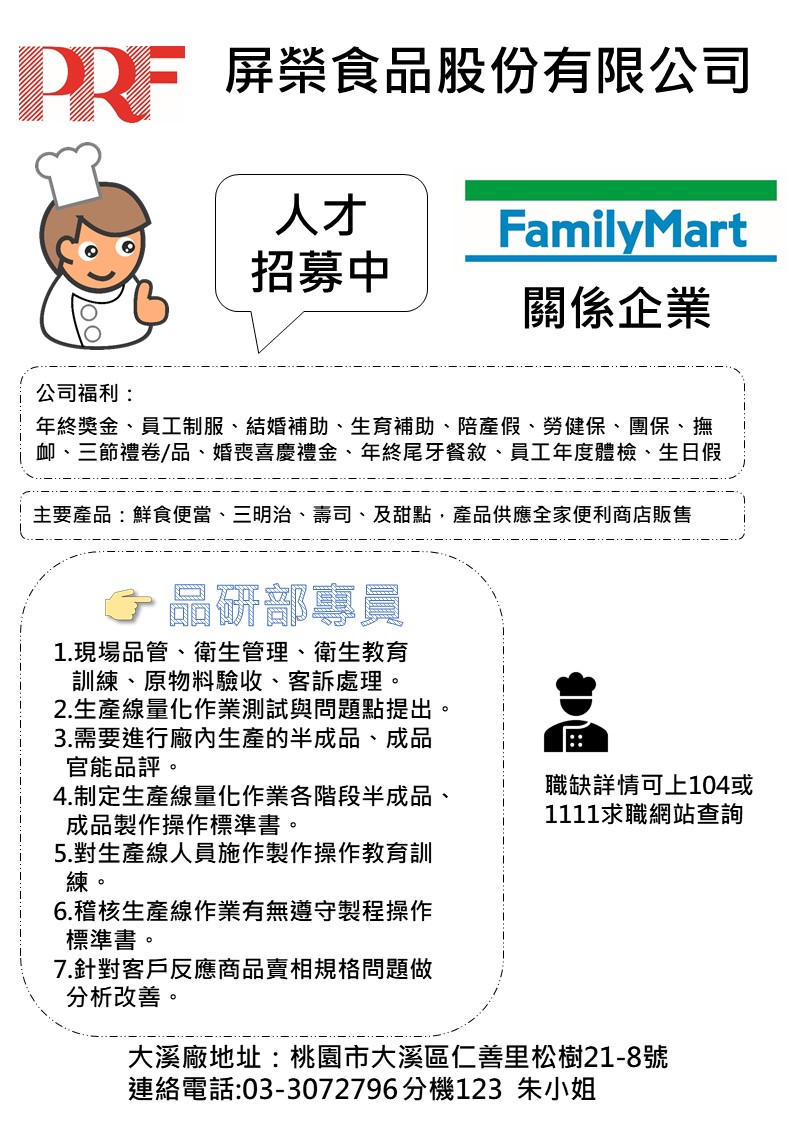 PRF
屏榮食品股份有限公司
人才
招募中
FamilyMart
關係企業
公司福利：
年終獎金、員工制服、結婚補助、生育補助、陪產假、勞健保、團保、撫
卹、三節禮卷/品、婚喪喜慶禮金、年終尾牙餐敘、員工年度體檢、生日假
主要產品：鮮食便當、三明治、壽司、及甜點，產品供應全家便利商店販售
品研部專員
1.現場品管、衛生管理、衛生教育
訓練、原物料驗收、客訴處理。
2.生產線量化作業測試與問題點提出。
3.需要進行廠內生產的半成品、成品
官能品評。
4.制定生產線量化作業各階段半成品、
成品製作操作標準書。
5.對生產線人員施作製作操作教育訓
練。
6.稽核生產線作業有無遵守製程操作
標準書。
7.針對客戶反應商品賣相規格問題做
分析改善。
職缺詳情可上104或
1111求職網站查詢
大溪廠地址：桃園市大溪區仁善里松樹21-8號
連絡電話:03-3072796分機123 朱小姐